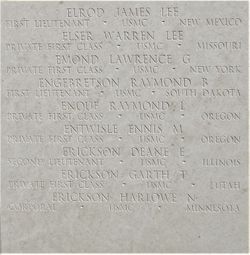 ELROD JAMES LEE
FIRST LIEUTENANT • USMC • NEW MEXICO
ELSER WARREN LEE
PRIVATE FIRST CLASS • USMC • MISSOURI
EMOND LAWRENCE G
PRIVATE FIRST CLASS • USMC • NEW YORK
ENGEBRETSON RAYMOND R
FIRST LIEUTENANT • USMC • SOUTH DAKOTA
ENOUF RAYMOND L
PRIVATE FIRST CLASS • USMC • OREGON
ENTWISLE ENNIS M
PRIVATE FIRST CLASS • USMC • OREGON
ERICKSON DEANE E
SECOND LIEUTENANT • USMC • ILLINOIS
ERICKSON GARTH T
PRIVATE FIRST CLASS • USMC • UTAH
ERICKSON HARLOWE N
CORPORAL • USMC • MINNESOTA